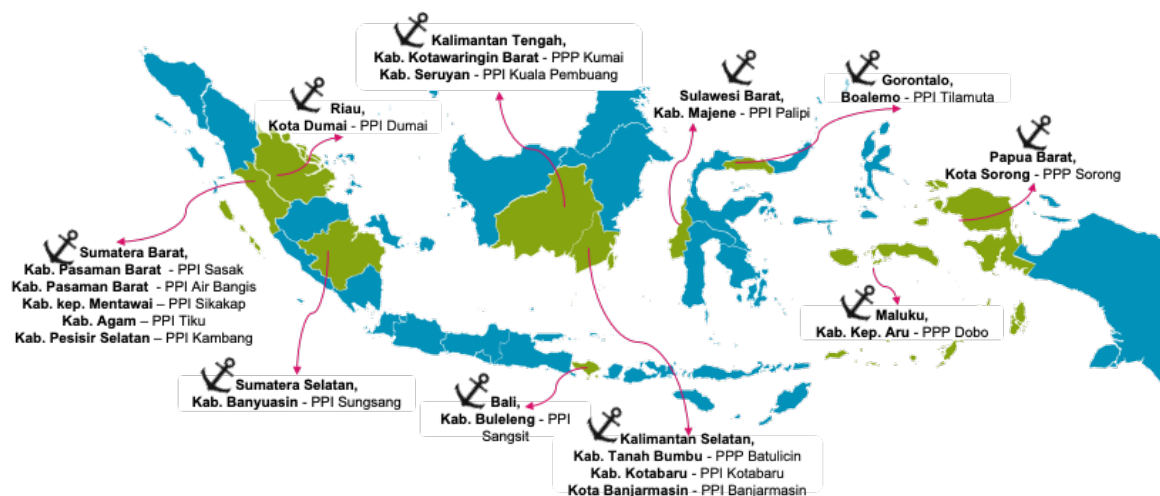 Kalimantan Tengah,
Kab. Kotawaringin Barat - PPP Kumai
Kab. Seruyan - PPI Kuala Pembuang
Riau,
Kota Dumai - PPI Dumai
Sulawesi Barat,
Kab. Majene - PPI Palipi
Gorontalo,
Boalemo - PPI Tilamuta
Papua Barat,
Kota Sorong - PPP Sorong
Sumatera Barat,
Kab. Pasaman Barat - PPI Sasak
Kab. Pasaman Barat - PPI Air Bangis
Kab. kep. Mentawai – PPI Sikakap
Kab. Agam – PPI Tiku
Kab. Pesisir Selatan – PPI Kambang
Maluku,
Kab. Kep. Aru - PPP Dobo
Sumatera Selatan,
Kab. Banyuasin - PPI Sungsang
Bali,
Kab. Buleleng - PPI
Sangsit
Kalimantan Selatan,
Kab. Tanah Bumbu - PPP Batulicin
Kab. Kotabaru - PPI Kotabaru
Kota Banjarmasin - PPI Banjarmasin